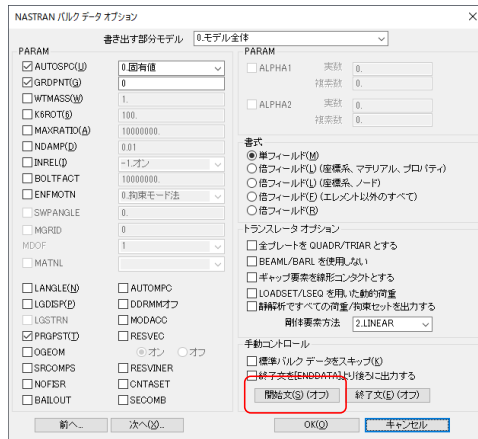 NASTRAN バルク データ オプション
書き出す部分モデル 0.モデル全体
PARAM
AUTOSPC(U) 0.固有値
GRDPNT(G) 0
WTMASS(W) 1.
K6ROT(6) 100.
MAXRATIO(A) 10000000.
NDAMP(D) 0.01
INREL(I) -1.オン
BOLTFACT 10000000.
ENFMOTN 0.拘束モード法
SWPANGLE 0.
MGRID 0
MDOF 1
MATNL
LANGLE(N) AUTOMPC
LGDISP(P) DDRMMオフ
LGSTRN MODACC
PRGPST(T) RESVEC
OGEOM オン オフ
SRCOMPS RESVINER
NOFISR CNTASET
BAILOUT SECOMB
前へ... 次へ(X)...
PARAM
ALPHA1 実数 0.
複素数 0.
ALPHA2 実数 0.
複素数 0.
書式
単フィールド(M)
倍フィールド(L) (座標系、マテリアル、プロパティ)
倍フィールド(L) (座標系、ノード)
倍フィールド(E) (エレメント以外のすべて)
倍フィールド(R)
トランスレータ オプション
全プレートを QUADR/TRIAR とする
BEAML/BARL を使用しない
ギャップ要素を線形コンタクトとする
LOADSET/LSEQ を用いた動的荷重
静解析ですべての荷重/拘束セットを出力する
剛体要素方法 2.LINEAR
手動コントロール
標準バルク データをスキップ(K)
終了文を[ENDDATA]より後ろに出力する
開始文(S) (オフ) 終了文(E) (オフ)
OK(O) キャンセル